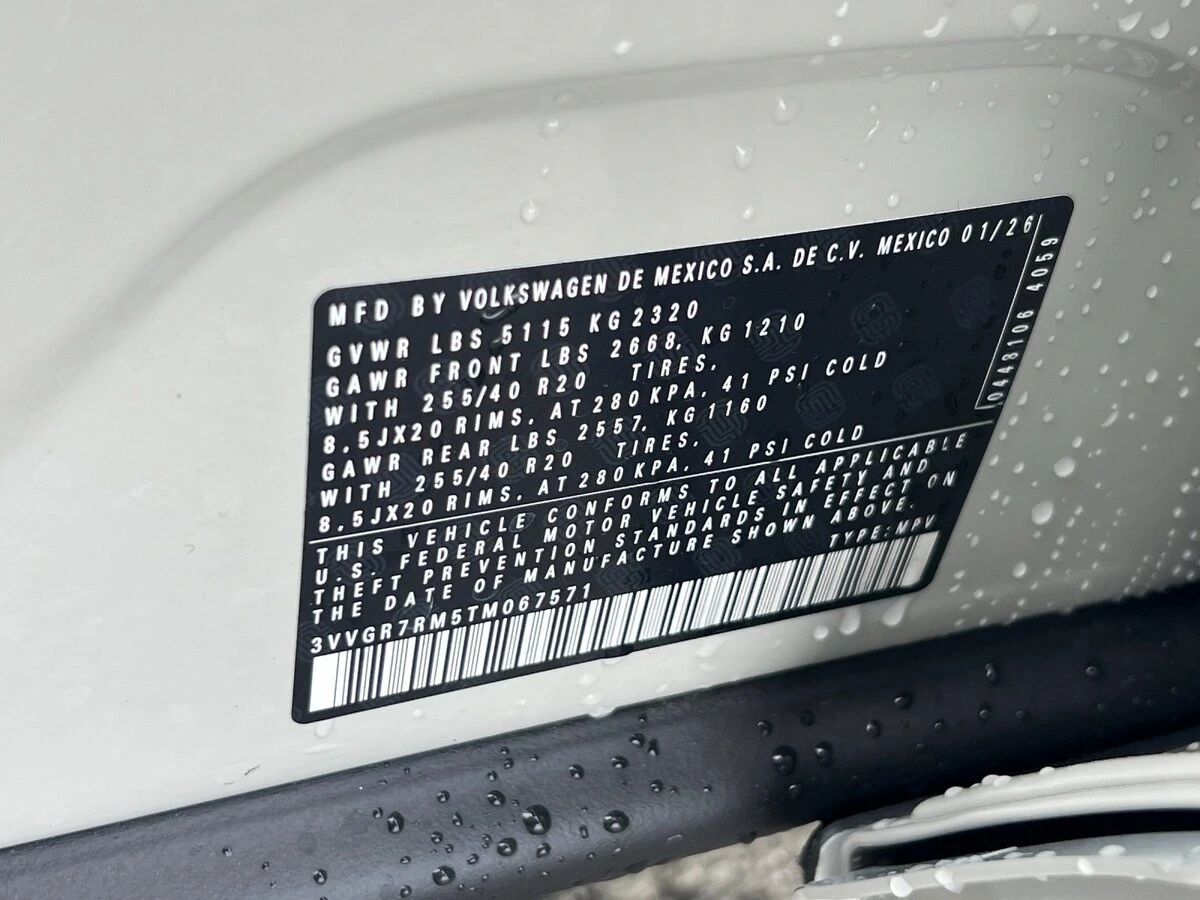 MFD BY VOLKSWAGEN DE MEXICO S.A. DE C.V. MEXICO 01/26
GVWR LBS 5115 KG 2320
GAWR FRONT LBS 2668, KG 1210
WITH 255/40 R20 TIRES,
8.5JX20 RIMS, AT 280 KPA, 41 PSI COLD
GAWR REAR LBS 2557, KG 1160
WITH 255/40 R20 TIRES,
8.5JX20 RIMS, AT 280 KPA, 41 PSI COLD
0448106 4059
THIS VEHICLE CONFORMS TO ALL APPLICABLE
U.S. FEDERAL MOTOR VEHICLE SAFETY AND
THEFT PREVENTION STANDARDS IN EFFECT ON
THE DATE OF MANUFACTURE SHOWN ABOVE.
3VVGR7RM5TM067571 TYPE: MPV